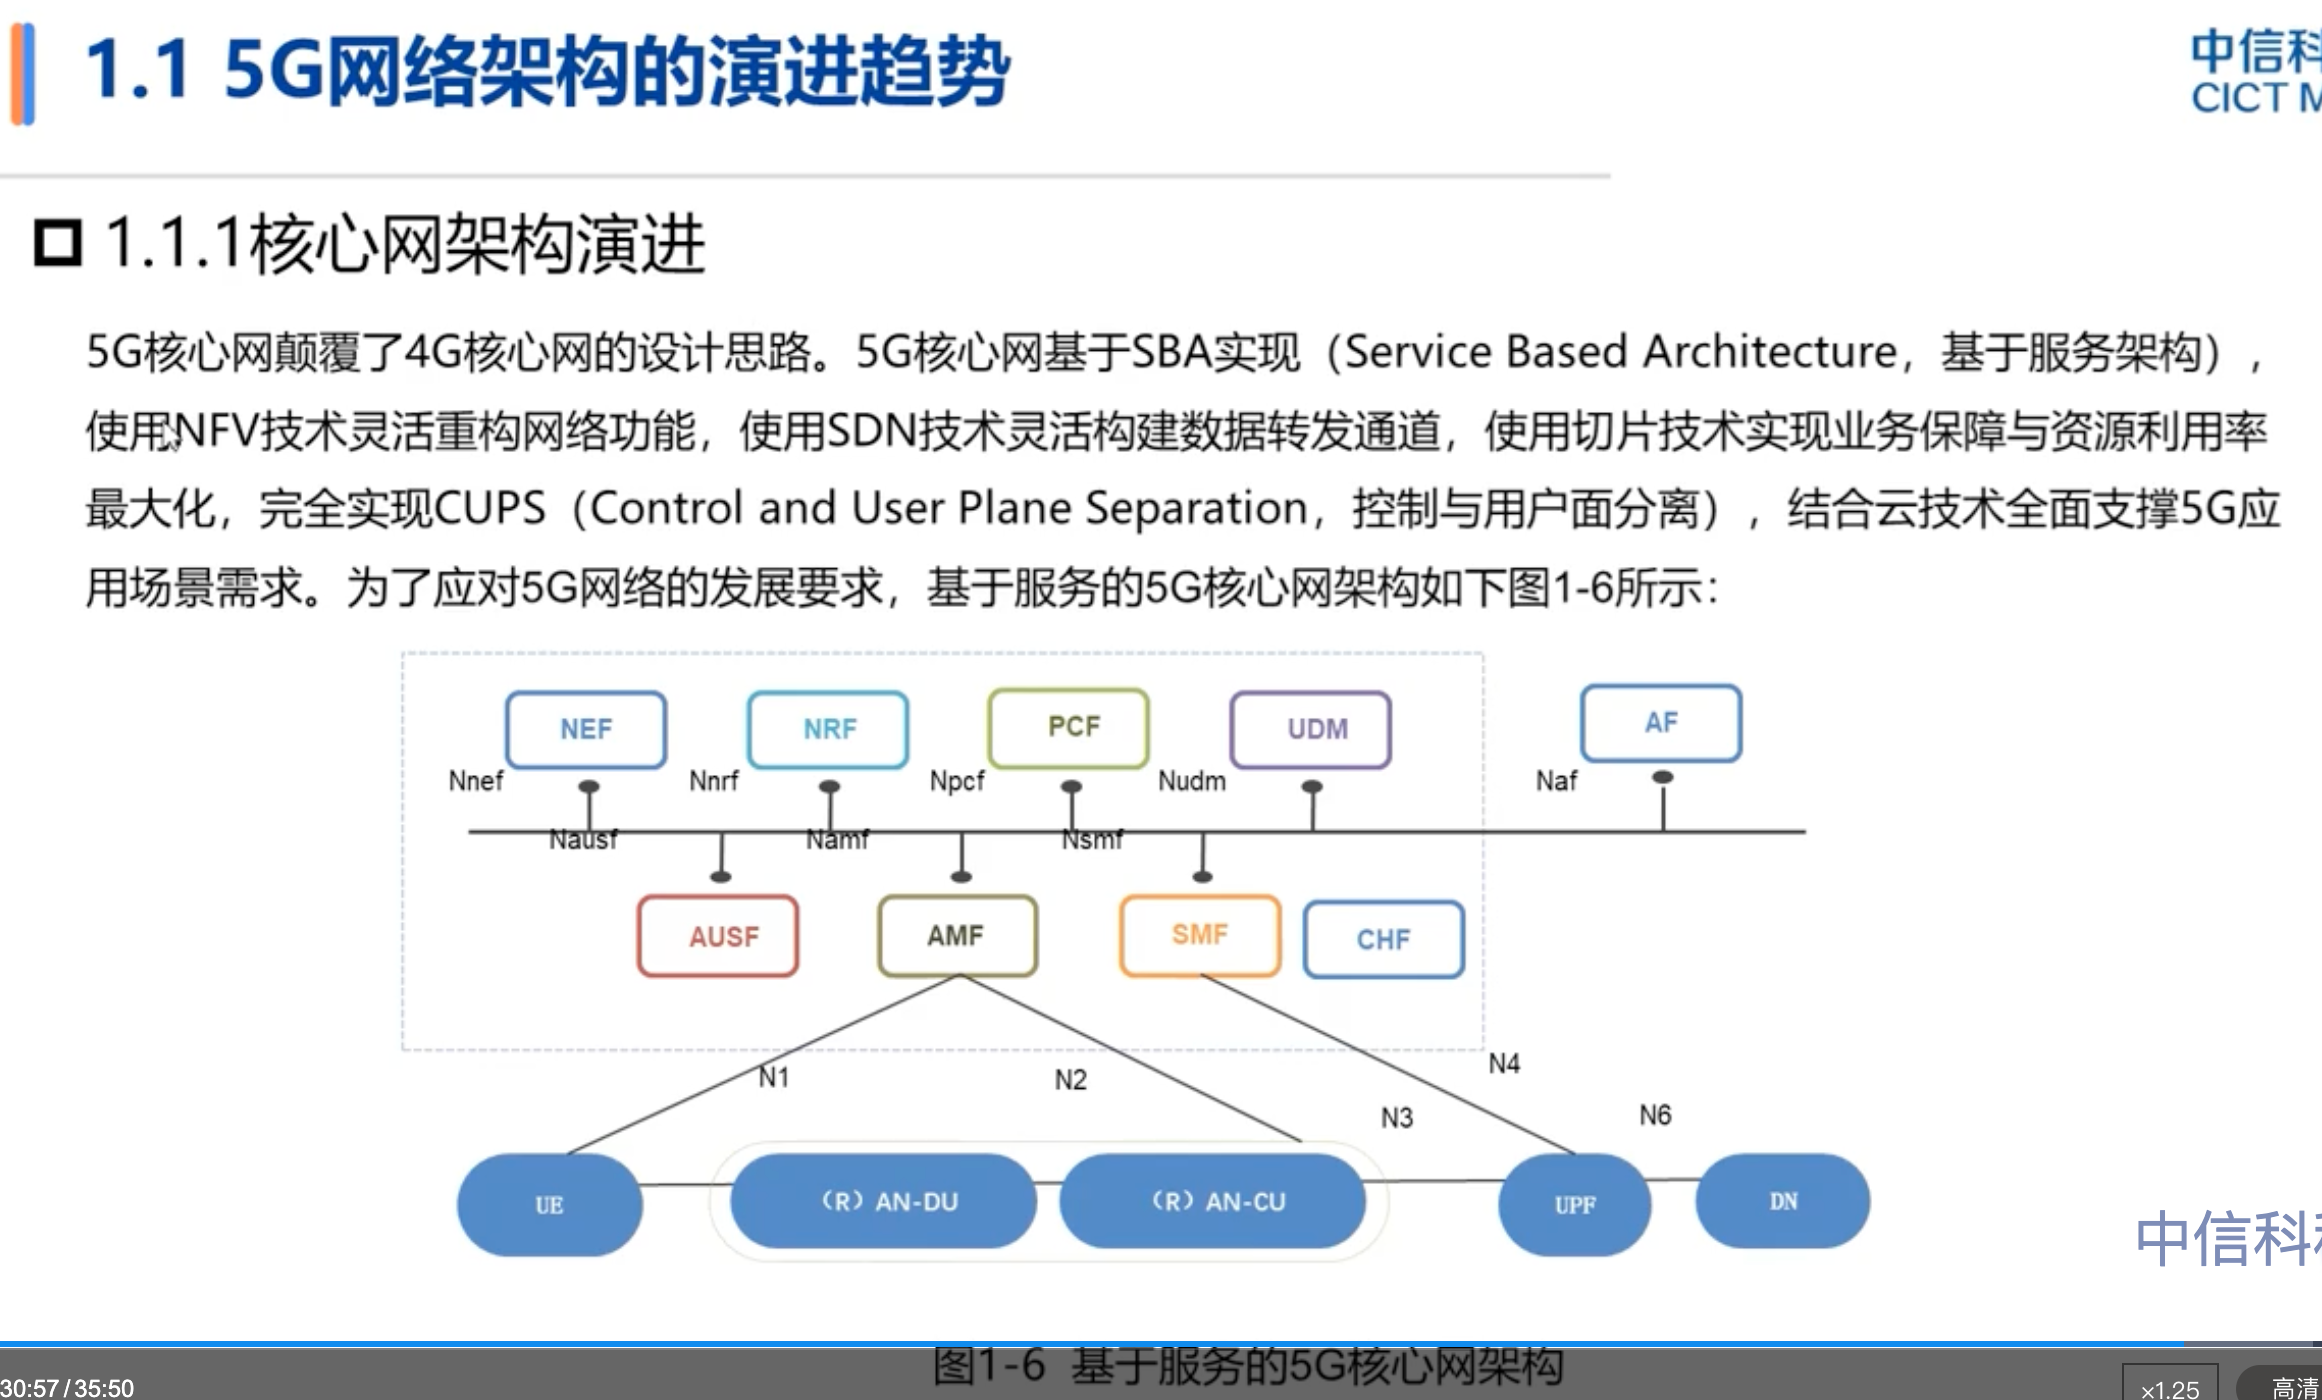 1.1 5G网络架构的演进趋势
中信科
CICT M
1.1.1核心网架构演进
5G核心网颠覆了4G核心网的设计思路。5G核心网基于SBA实现（Service Based Architecture，基于服务架构），
使用NFV技术灵活重构网络功能，使用SDN技术灵活构建数据转发通道，使用切片技术实现业务保障与资源利用率
最大化，完全实现CUPS（Control and User Plane Separation，控制与用户面分离），结合云技术全面支撑5G应
用场景需求。为了应对5G网络的发展要求，基于服务的5G核心网架构如下图1-6所示：
NEF NRF PCF UDM AF
Nnef Nnrf Npcf Nudm Naf
Nausf Namf Nsmf
AUSF AMF SMF CHF
N1 N2 N4
N3 N6
UE （R）AN-DU （R）AN-CU UPF DN
中信科
图1-6 基于服务的5G核心网架构
30:57 / 35:50 ×1.25 高清